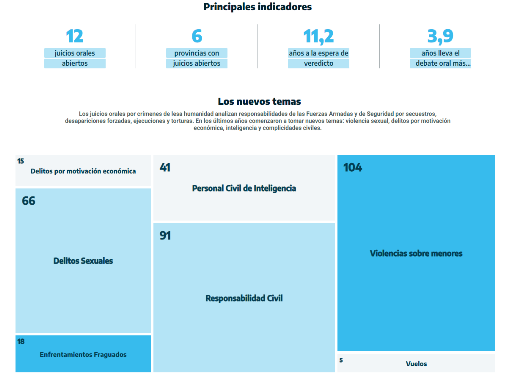 Principales indicadores
12
juicios orales
abiertos
6
provincias con
juicios abiertos
11,2
años a la espera de
veredicto
3,9
años lleva el
debate oral más...
Los nuevos temas
Los juicios orales por crímenes de lesa humanidad analizan responsabilidades de las Fuerzas Armadas y de Seguridad por secuestros,
desapariciones forzadas, ejecuciones y torturas. En los últimos años comenzaron a tomar nuevos temas: violencia sexual, delitos por motivación
económica, inteligencia y complicidades civiles.
15
Delitos por motivación económica
66
Delitos Sexuales
18
Enfrentamientos Fraguados
41
Personal Civil de Inteligencia
91
Responsabilidad Civil
104
Violencias sobre menores
5
Vuelos